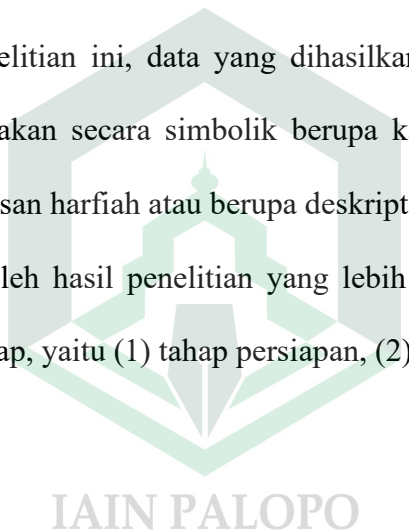 elitian ini, data yang dihasilkan
akan secara simbolik berupa k
san harfiah atau berupa deskript
leh hasil penelitian yang lebih
ap, yaitu (1) tahap persiapan, (2)
IAIN PALOPO